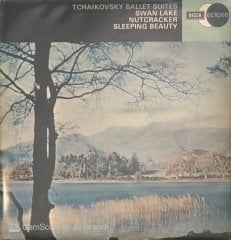 TCHAIKOVSKY BALLET SUITES
SWAN LAKE
NUTCRACKER
SLEEPING BEAUTY
DECCA eclipse
CamScanner